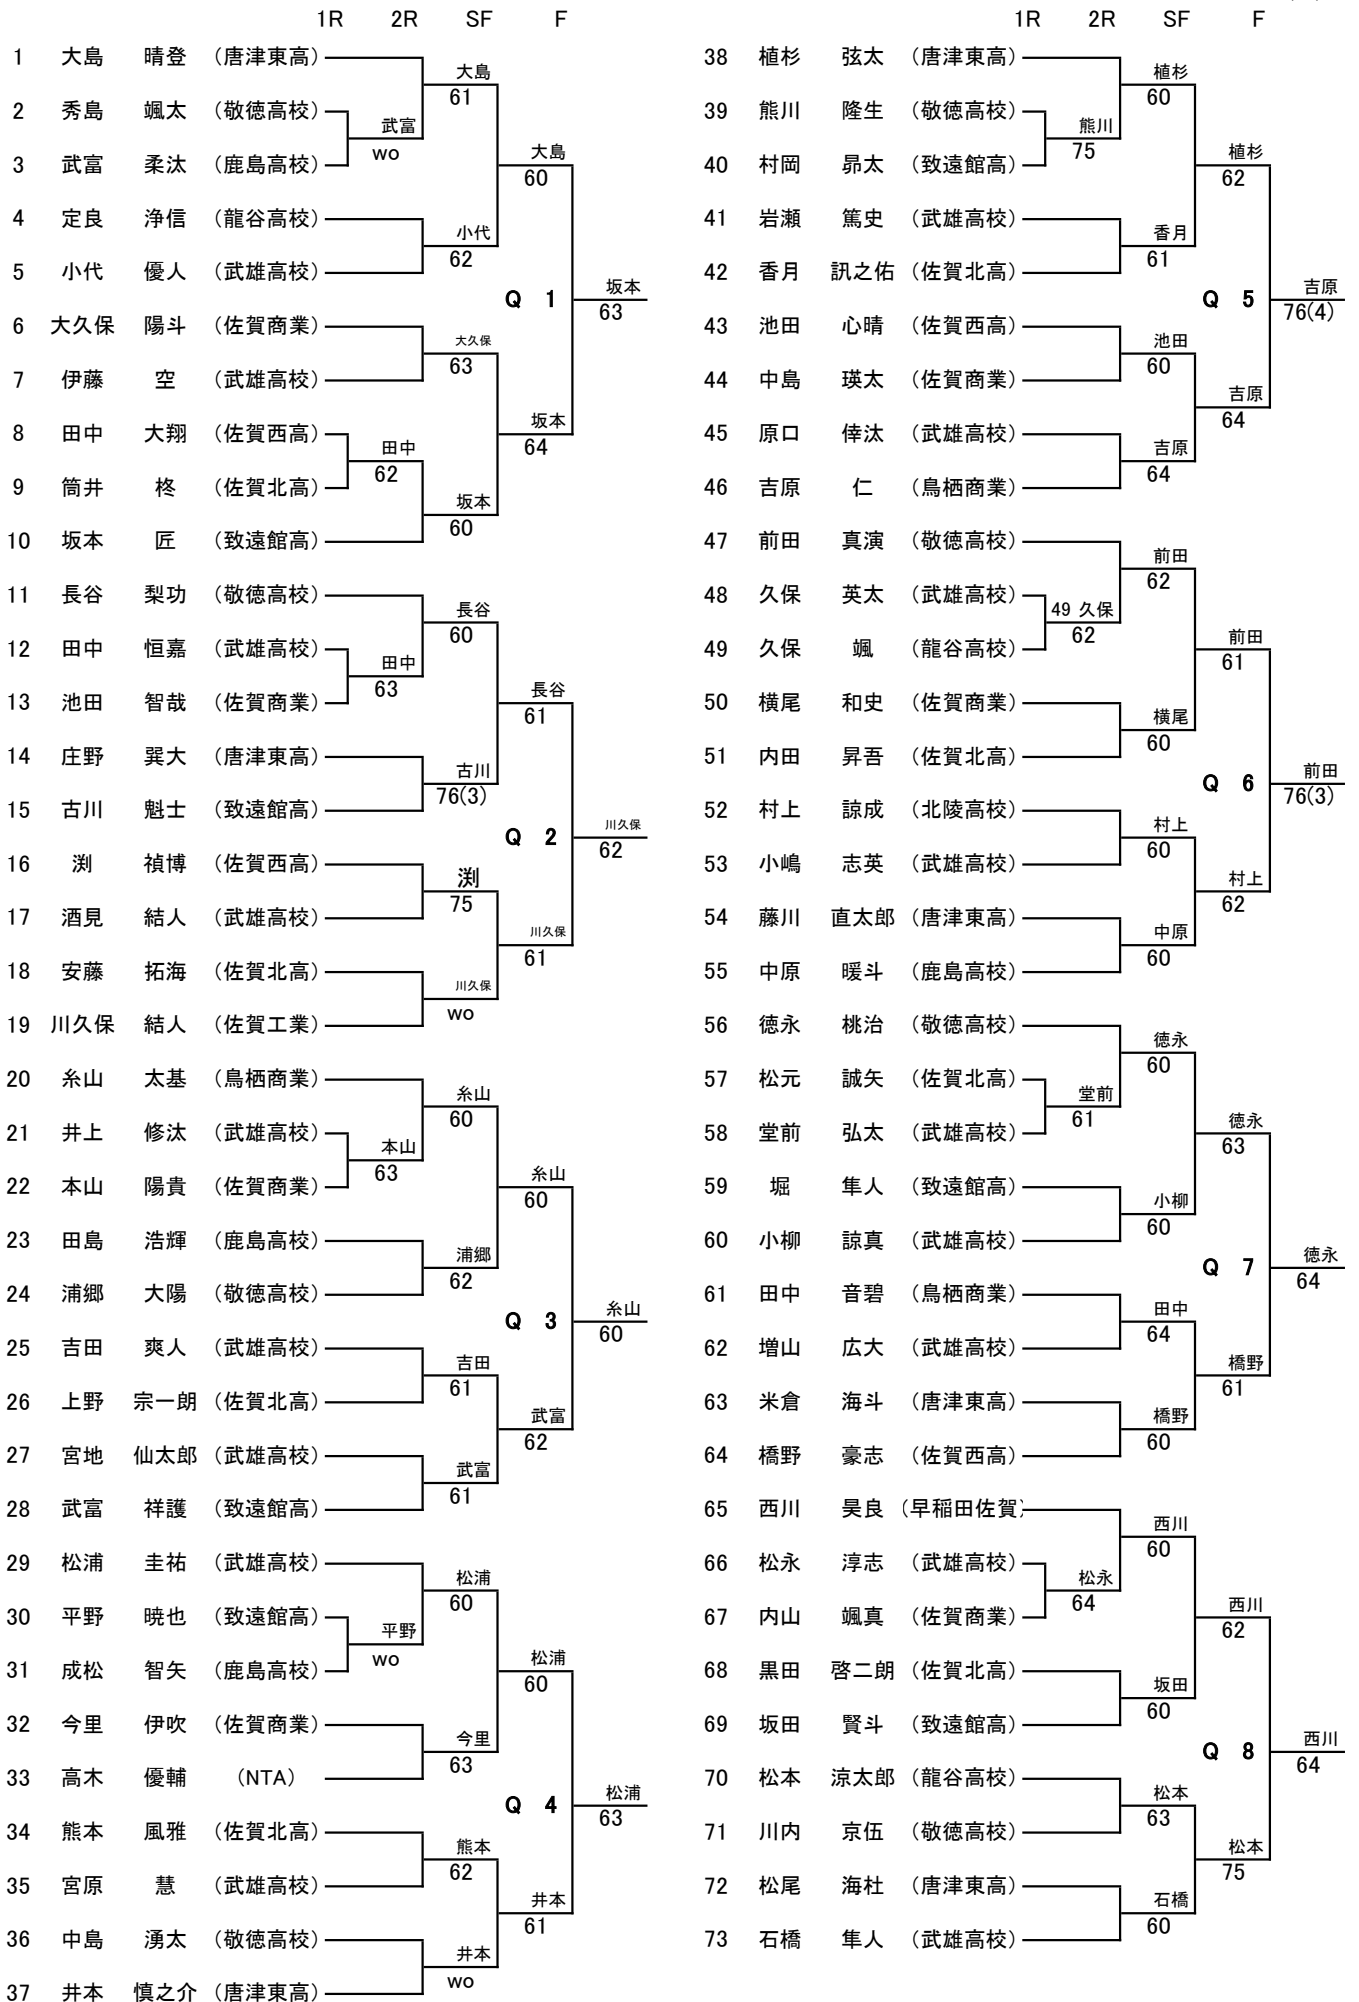 1R 2R SF F
1 大島 晴登 （唐津東高）
大島
61
2 秀島 颯太 （敬徳高校）
武富
wo
3 武富 柔汰 （鹿島高校）
大島
60
4 定良 浄信 （龍谷高校）
小代
62
5 小代 優人 （武雄高校）
Q 1
坂本
63
6 大久保 陽斗 （佐賀商業）
大久保
63
7 伊藤 空 （武雄高校）
坂本
64
8 田中 大翔 （佐賀西高）
田中
62
9 筒井 柊 （佐賀北高）
坂本
60
10 坂本 匠 （致遠館高）
11 長谷 梨功 （敬徳高校）
長谷
60
12 田中 恒嘉 （武雄高校）
田中
63
13 池田 智哉 （佐賀商業）
長谷
61
14 庄野 巽大 （唐津東高）
古川
76(3)
15 古川 魁士 （致遠館高）
Q 2
川久保
62
16 渕 禎博 （佐賀西高）
渕
75
17 酒見 結人 （武雄高校）
川久保
61
18 安藤 拓海 （佐賀北高）
川久保
wo
19 川久保 結人 （佐賀工業）
20 糸山 太基 （鳥栖商業）
糸山
60
21 井上 修汰 （武雄高校）
本山
63
22 本山 陽貴 （佐賀商業）
糸山
60
23 田島 浩輝 （鹿島高校）
浦郷
62
24 浦郷 大陽 （敬徳高校）
Q 3
糸山
60
25 吉田 爽人 （武雄高校）
吉田
61
26 上野 宗一朗 （佐賀北高）
武富
62
27 宮地 仙太郎 （武雄高校）
武富
61
28 武富 祥護 （致遠館高）
29 松浦 圭祐 （武雄高校）
松浦
60
30 平野 暁也 （致遠館高）
平野
wo
31 成松 智矢 （鹿島高校）
松浦
60
32 今里 伊吹 （佐賀商業）
今里
63
33 高木 優輔 （NTA）
Q 4
松浦
63
34 熊本 風雅 （佐賀北高）
熊本
62
35 宮原 慧 （武雄高校）
井本
61
36 中島 湧太 （敬徳高校）
井本
wo
37 井本 慎之介 （唐津東高）
1R 2R SF F
38 植杉 弦太 （唐津東高）
植杉
60
39 熊川 隆生 （敬徳高校）
熊川
75
40 村岡 昴太 （致遠館高）
植杉
62
41 岩瀬 篤史 （武雄高校）
香月
61
42 香月 訊之佑 （佐賀北高）
Q 5
吉原
76(4)
43 池田 心晴 （佐賀西高）
池田
60
44 中島 瑛太 （佐賀商業）
吉原
64
45 原口 倖汰 （武雄高校）
吉原
64
46 吉原 仁 （鳥栖商業）
47 前田 真演 （敬徳高校）
前田
62
48 久保 英太 （武雄高校）
49 久保
62
49 久保 颯 （龍谷高校）
前田
61
50 横尾 和史 （佐賀商業）
横尾
60
51 内田 昇吾 （佐賀北高）
Q 6
前田
76(3)
52 村上 諒成 （北陵高校）
村上
60
53 小嶋 志英 （武雄高校）
村上
62
54 藤川 直太郎 （唐津東高）
中原
60
55 中原 暖斗 （鹿島高校）
56 徳永 桃治 （敬徳高校）
徳永
60
57 松元 誠矢 （佐賀北高）
堂前
61
58 堂前 弘太 （武雄高校）
徳永
63
59 堀 隼人 （致遠館高）
小柳
60
60 小柳 諒真 （武雄高校）
Q 7
徳永
64
61 田中 音碧 （鳥栖商業）
田中
64
62 増山 広大 （武雄高校）
橋野
61
63 米倉 海斗 （唐津東高）
橋野
60
64 橋野 豪志 （佐賀西高）
65 西川 昊良 （早稲田佐賀）
西川
60
66 松永 淳志 （武雄高校）
松永
64
67 内山 颯真 （佐賀商業）
西川
62
68 黒田 啓二朗 （佐賀北高）
坂田
60
69 坂田 賢斗 （致遠館高）
Q 8
西川
64
70 松本 涼太郎 （龍谷高校）
松本
63
71 川内 京伍 （敬徳高校）
松本
75
72 松尾 海杜 （唐津東高）
石橋
60
73 石橋 隼人 （武雄高校）